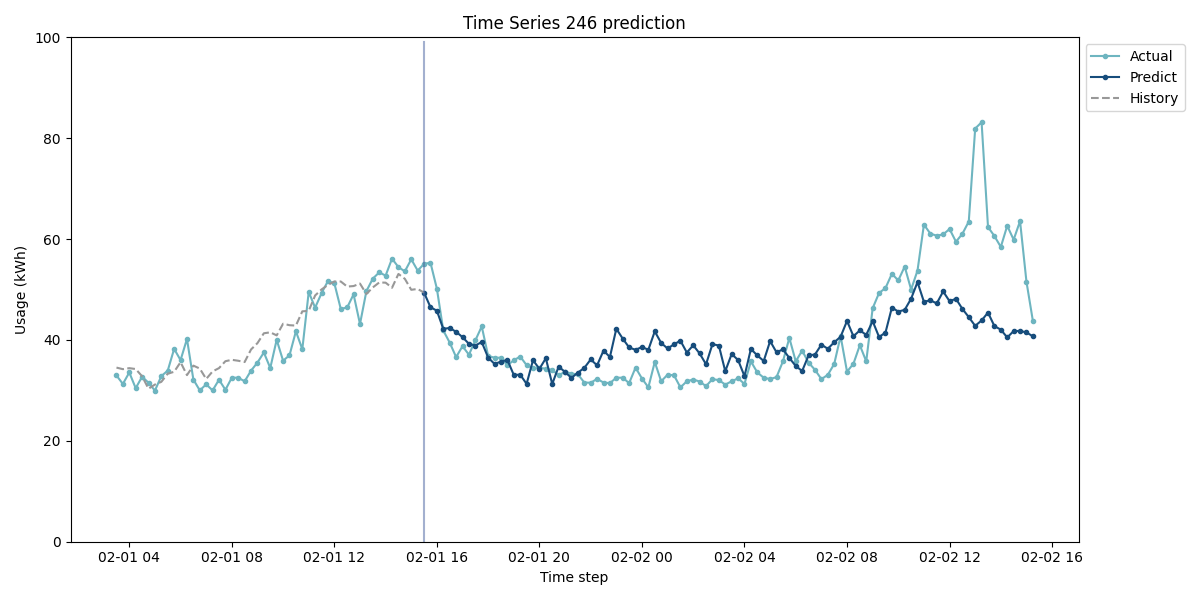 Time Series 246 prediction
100
80
60
40
20
0
Usage (kWh)
02-01 04
02-01 08
02-01 12
02-01 16
02-01 20
02-02 00
02-02 04
02-02 08
02-02 12
02-02 16
Time step
Actual
Predict
History